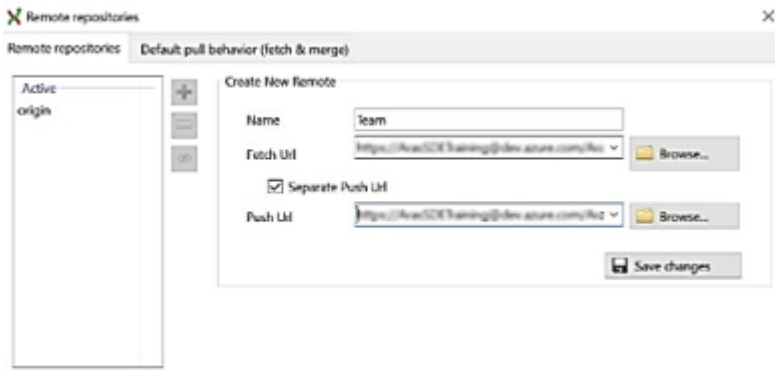 Remote repositories
Remote repositories Default pull behavior (fetch & merge)
Active
origin
Create New Remote
Name Team
Fetch Url Browse...
Separate Push Url
Push Url Browse...
Save changes